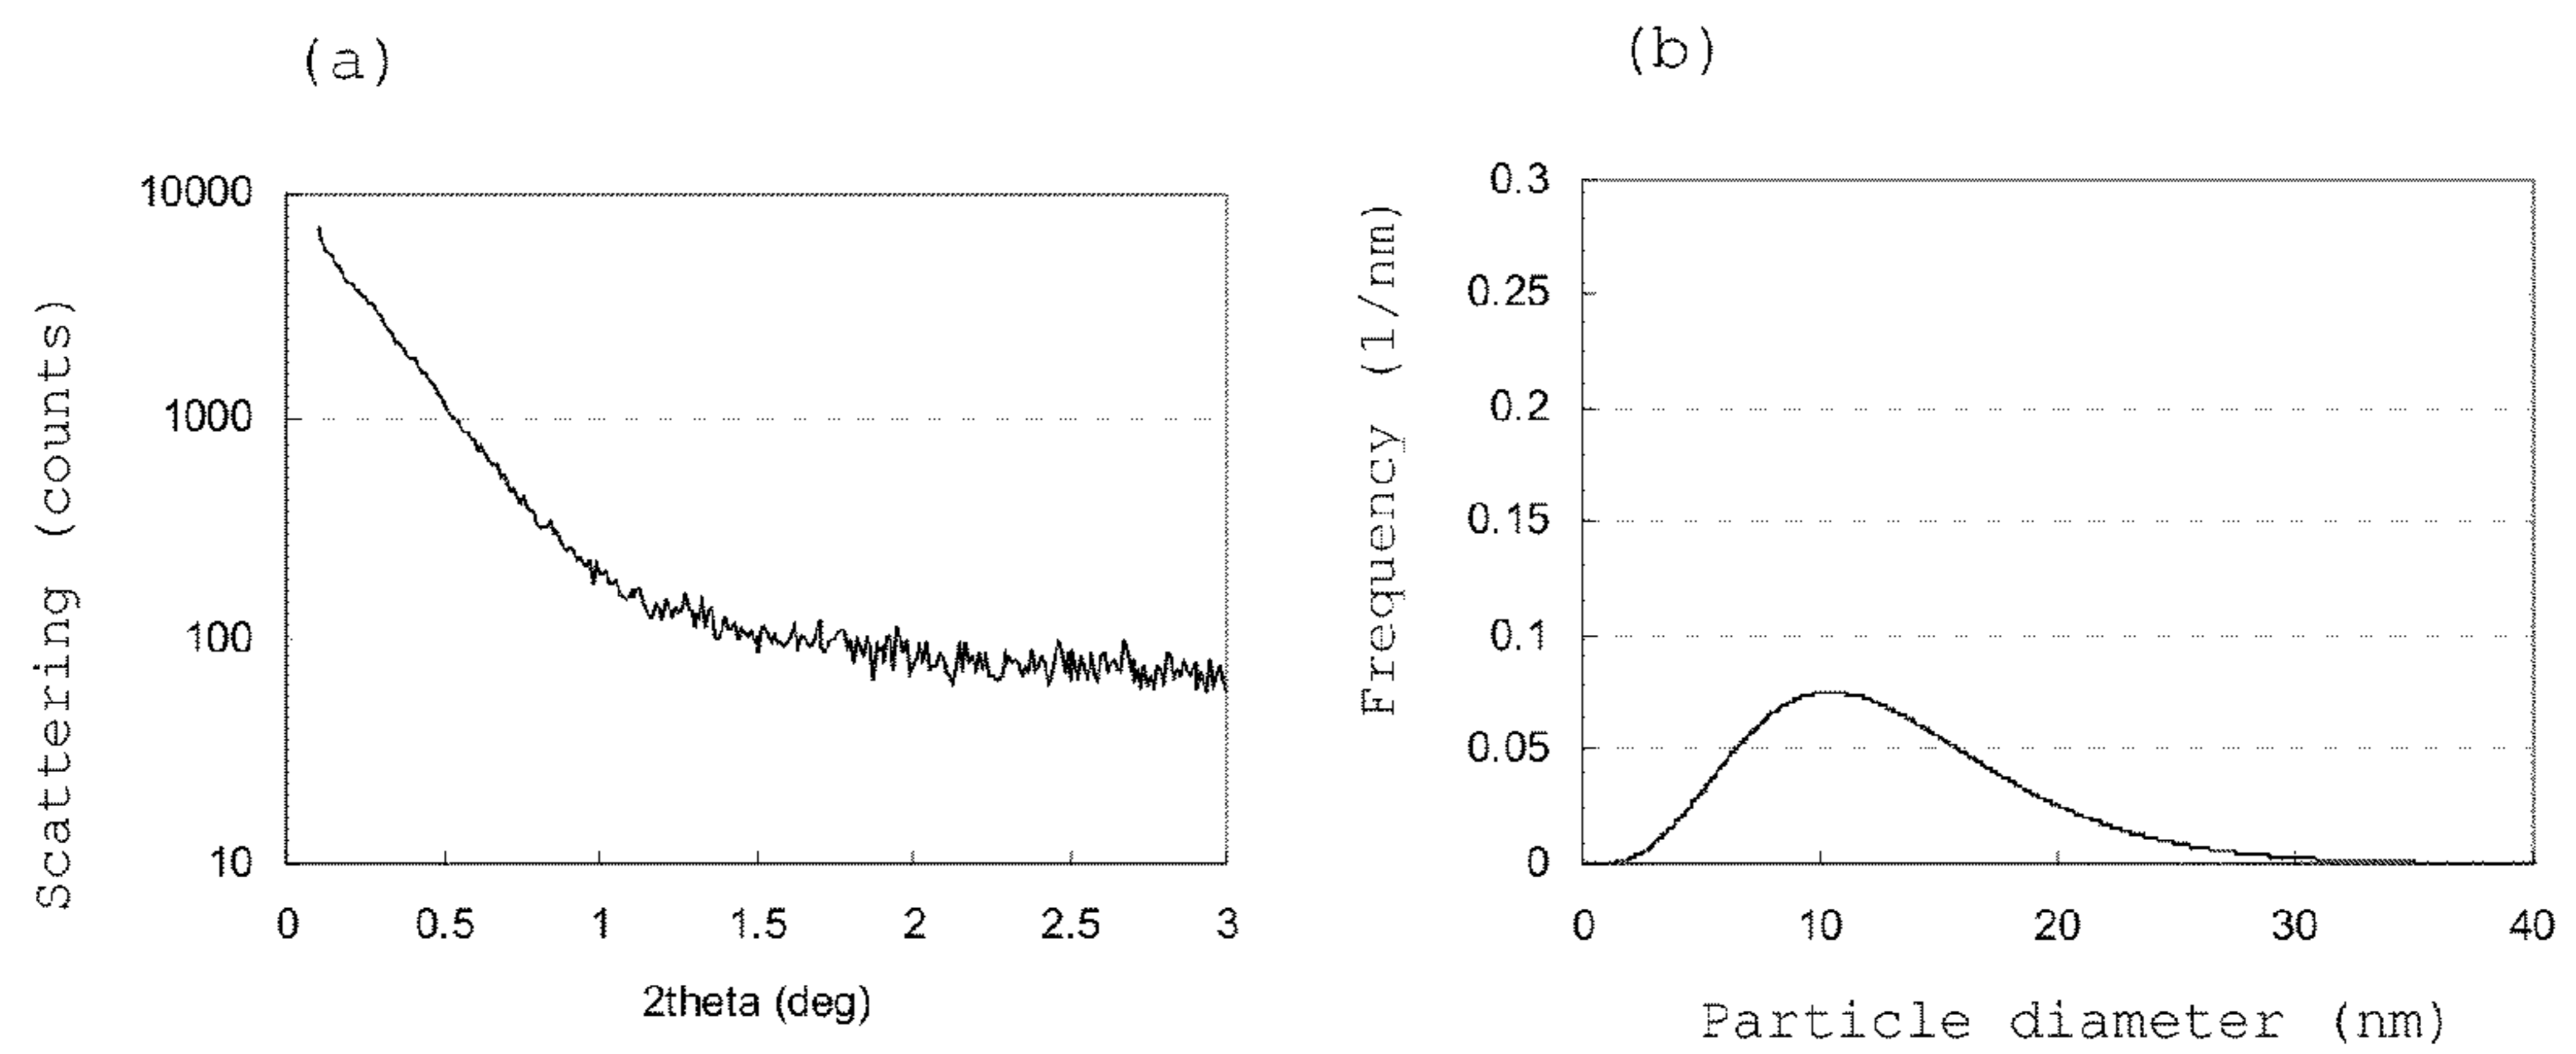 (a)
Scattering (counts)
10000
1000
100
10
0 0.5 1 1.5 2 2.5 3
2theta (deg)
(b)
Frequency (1/nm)
0.3
0.25
0.2
0.15
0.1
0.05
0
0 10 20 30 40
Particle diameter (nm)